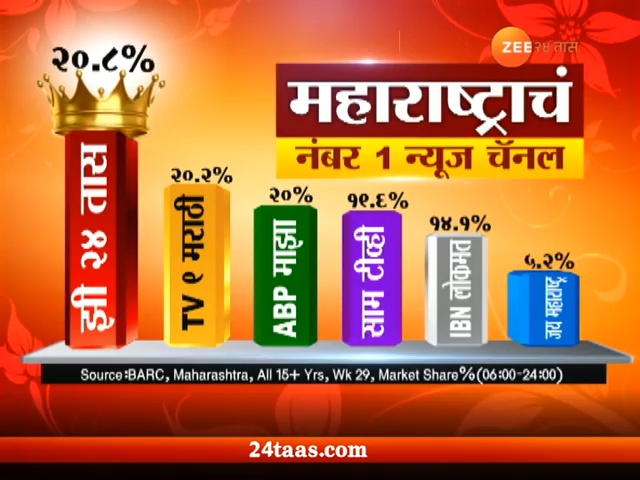 ZEE २४ तास
२०.८%
महाराष्ट्राचं
नंबर 1 न्यूज चॅनल
२०.२%
२०%
१९.६%
१४.१%
५.२%
झी २४ तास
TV ९ मराठी
ABP माझा
साम टीव्ही
IBN लोकमत
जय महाराष्ट्र
Source:BARC, Maharashtra, All 15+ Yrs, Wk 29, Market Share%(06:00-24:00)
24taas.com